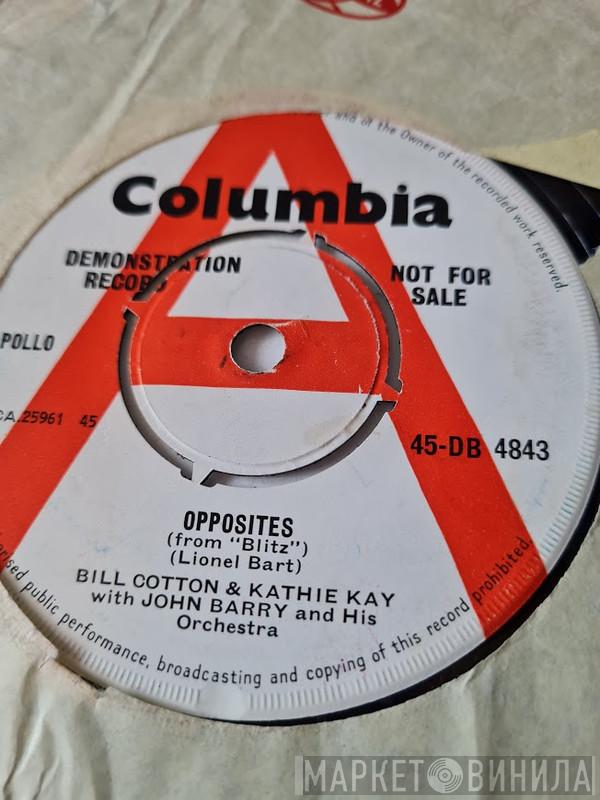 and of the Owner of the recorded work reserved.
Columbia
DEMONSTRATION
RECORD
NOT FOR
SALE
POLLO
CA.25961 45
45-DB 4843
OPPOSITES
(from "Blitz")
(Lionel Bart)
BILL COTTON & KATHIE KAY
with JOHN BARRY and His
Orchestra
orised public performance, broadcasting and copying of this record prohibited.
МАРКЕТ ВИНИЛА